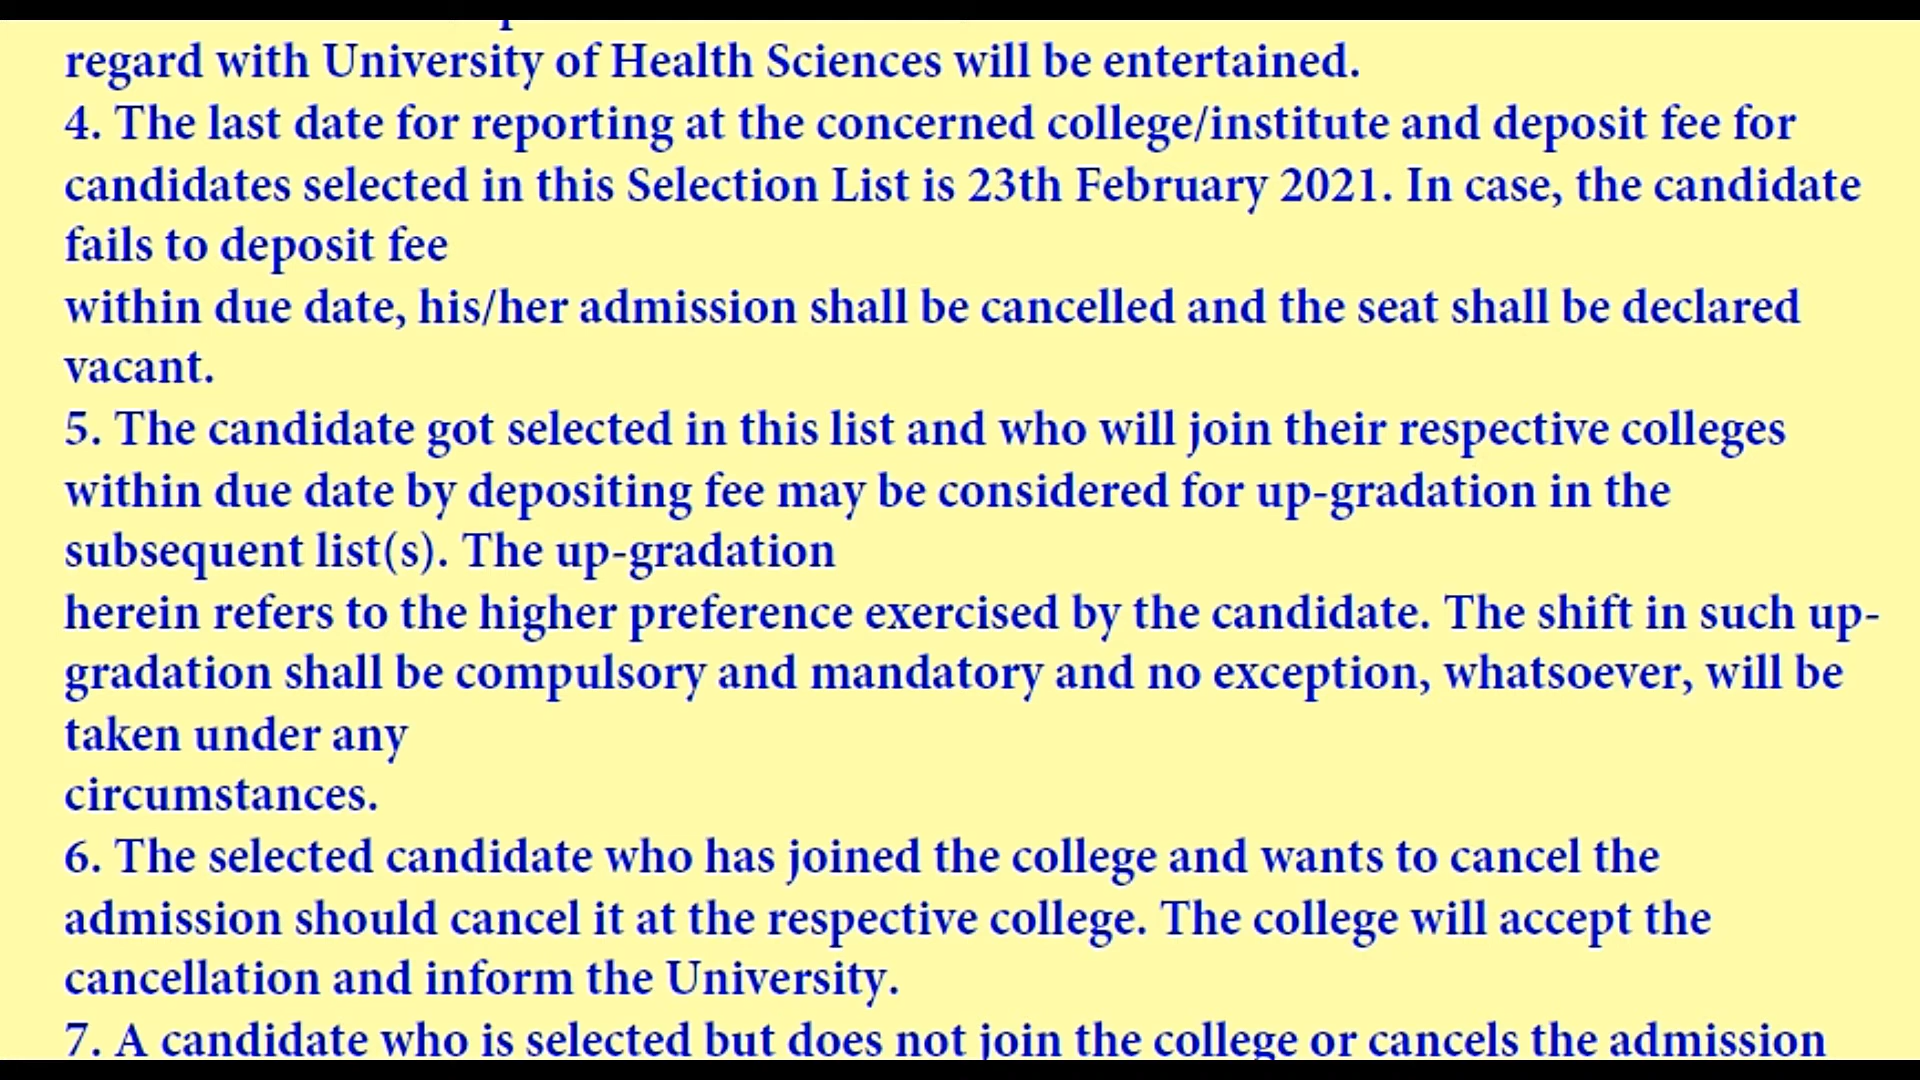 regard with University of Health Sciences will be entertained.
4. The last date for reporting at the concerned college/institute and deposit fee for
candidates selected in this Selection List is 23th February 2021. In case, the candidate
fails to deposit fee
within due date, his/her admission shall be cancelled and the seat shall be declared
vacant.
5. The candidate got selected in this list and who will join their respective colleges
within due date by depositing fee may be considered for up-gradation in the
subsequent list(s). The up-gradation
herein refers to the higher preference exercised by the candidate. The shift in such up-
gradation shall be compulsory and mandatory and no exception, whatsoever, will be
taken under any
circumstances.
6. The selected candidate who has joined the college and wants to cancel the
admission should cancel it at the respective college. The college will accept the
cancellation and inform the University.
7. A candidate who is selected but does not join the college or cancels the admission